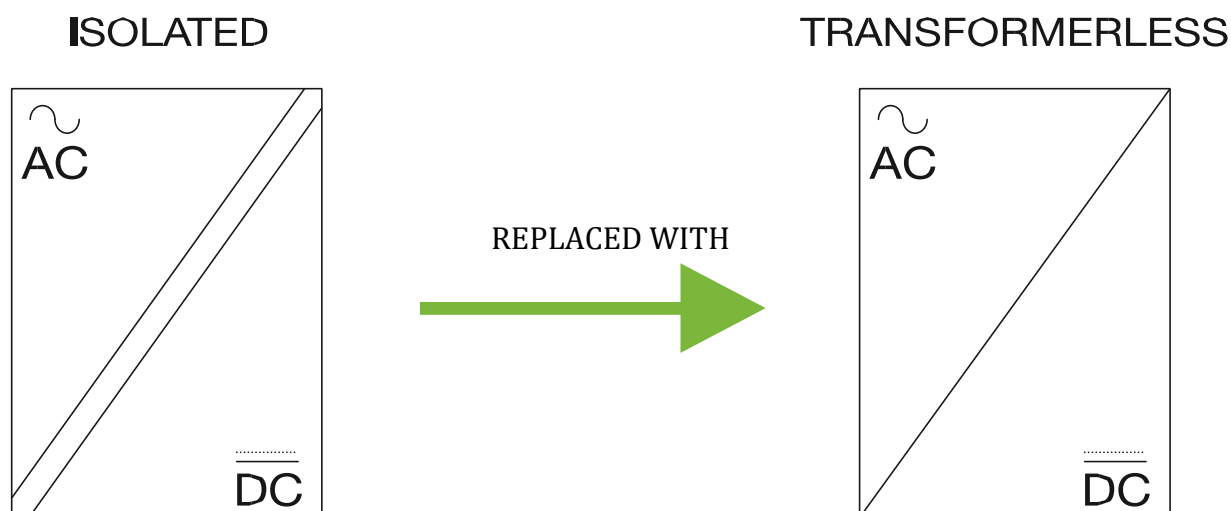 ISOLATED
TRANSFORMERLESS
AC
AC
REPLACED WITH
DC
DC